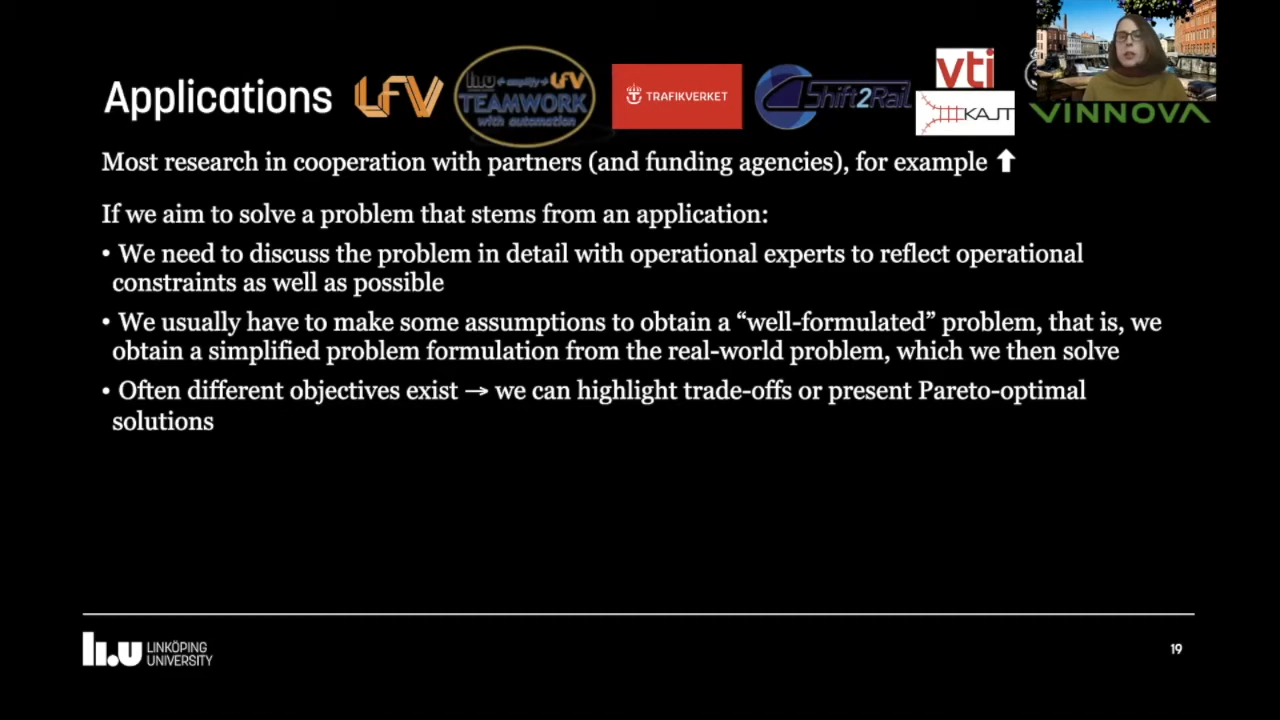 Applications
LFV
LiU + amplify + LFV
TEAMWORK
with automation
TRAFIKVERKET
Shift2Rail
vti
KAJT
VINNOVA
Most research in cooperation with partners (and funding agencies), for example ⬆
If we aim to solve a problem that stems from an application:
• We need to discuss the problem in detail with operational experts to reflect operational
constraints as well as possible
• We usually have to make some assumptions to obtain a “well-formulated” problem, that is, we
obtain a simplified problem formulation from the real-world problem, which we then solve
• Often different objectives exist → we can highlight trade-offs or present Pareto-optimal
solutions
li.u LINKÖPING
UNIVERSITY
19